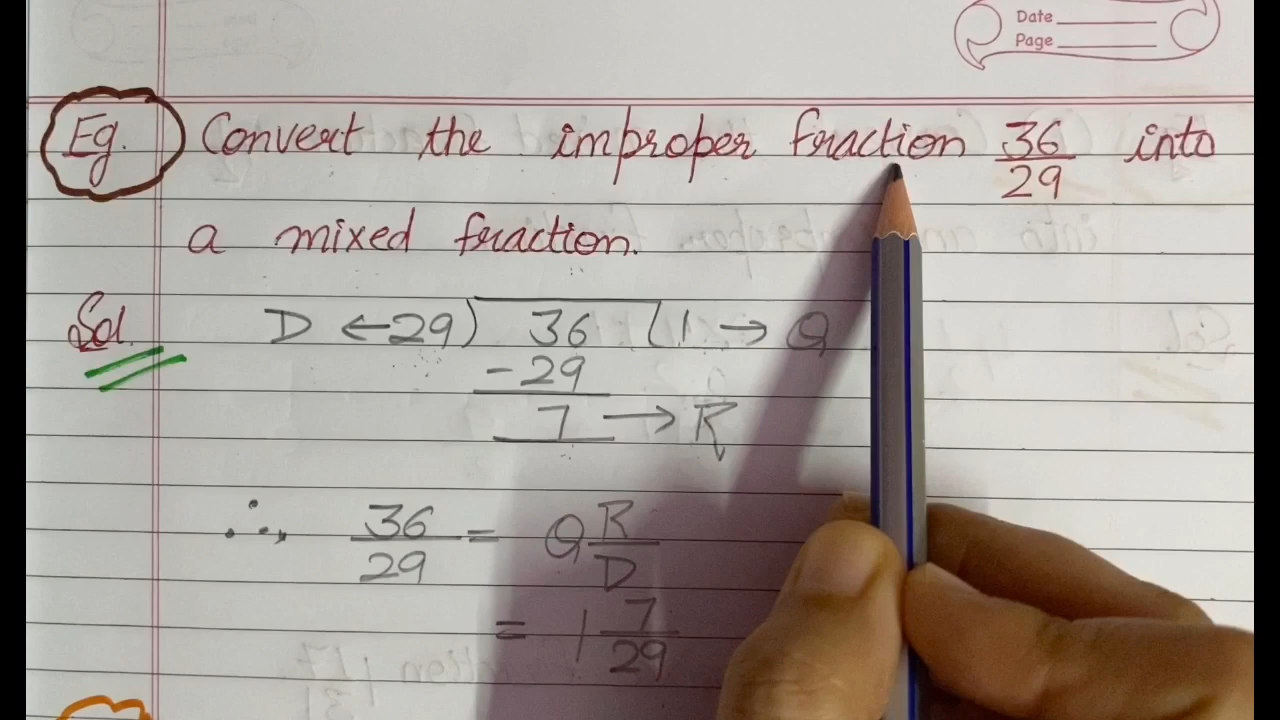 Date
Page
Eg. Convert the improper fraction 36/29 into
a mixed fraction.
Sol. D ← 29) 36 (1 → Q
- 29
7 → R
∴, 36/29 = Q R/D
= 1 7/29